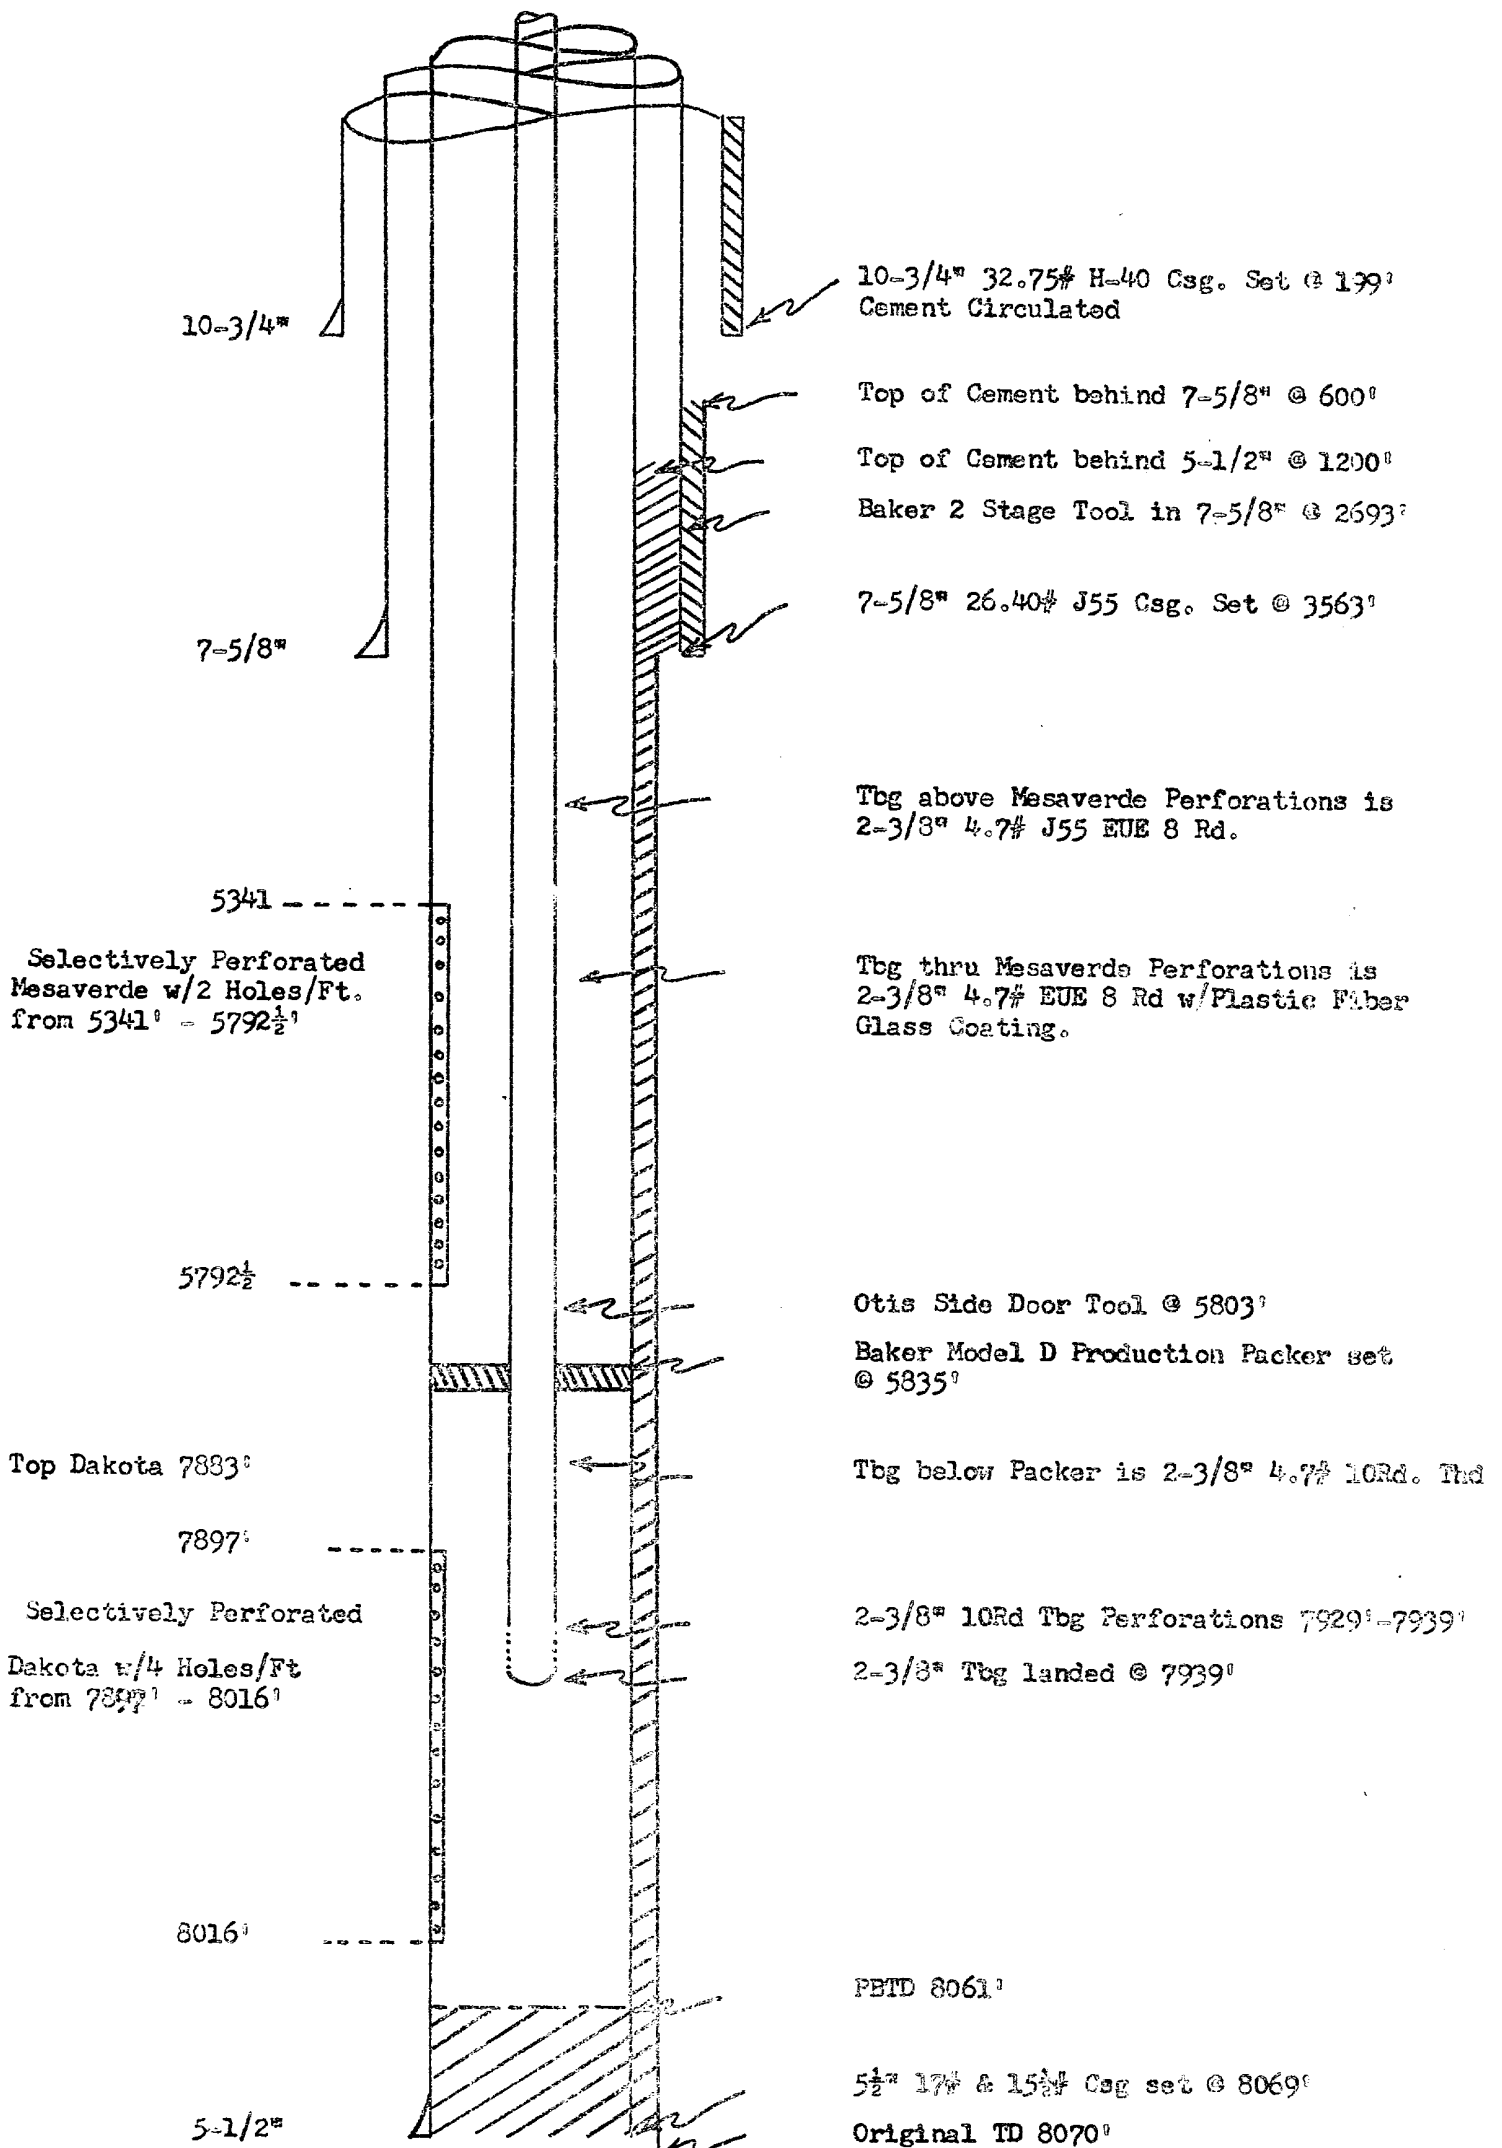 10-3/4" 32.75# H-40 Csg. Set @ 199'
Cement Circulated
10-3/4"
Top of Cement behind 7-5/8" @ 600'
Top of Cement behind 5-1/2" @ 1200'
Baker 2 Stage Tool in 7-5/8" @ 2693'
7-5/8" 26.40# J55 Csg. Set @ 3563'
7-5/8"
Tbg above Mesaverde Perforations is
2-3/8" 4.7# J55 EUE 8 Rd.
5341
Selectively Perforated
Mesaverde w/2 Holes/Ft.
from 5341' - 5792½'
Tbg thru Mesaverde Perforations is
2-3/8" 4.7# EUE 8 Rd w/Plastic Fiber
Glass Coating.
5792½
Otis Side Door Tool @ 5803'
Baker Model D Production Packer set
@ 5835'
Top Dakota 7883'
Tbg below Packer is 2-3/8" 4.7# 10Rd. Thd
7897'
Selectively Perforated
Dakota w/4 Holes/Ft
from 7897' - 8016'
2-3/8" 10Rd Tbg Perforations 7929'-7939'
2-3/8" Tbg landed @ 7939'
8016'
PBTD 8061'
5½" 17# & 15½# Csg set @ 8069'
5-1/2"
Original TD 8070'